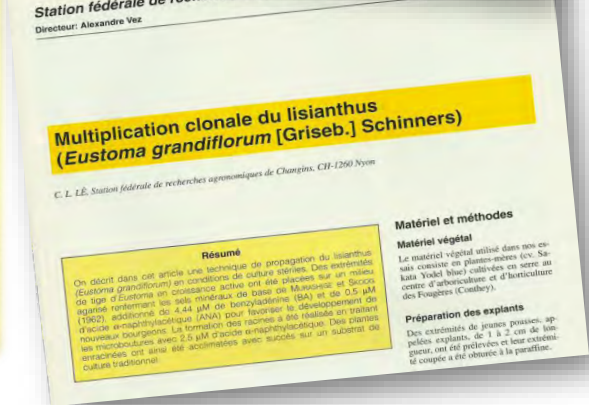 Station fédérale de
Directeur: Alexandre Vez
Multiplication clonale du lisianthus
(Eustoma grandiflorum [Griseb.] Schinners)
C. L. LÊ, Station fédérale de recherches agronomiques de Changins, CH-1260 Nyon
Résumé
On décrit dans cet article une technique de propagation du lisianthus
(Eustoma grandiflorum) en conditions de culture stériles. Des extrémités
de tige d'Eustoma en croissance active ont été placées sur un milieu
agarisé renfermant les sels minéraux de base de MURASHIGE et SKOOG
(1962), additionné de 4,44 µM de benzyladénine (BA) et de 0,5 µM
d'acide α-naphthylacétique (ANA) pour favoriser le développement de
nouveaux bourgeons. La formation des racines a été réalisée en traitant
les microboutures avec 2,5 µM d'acide α-naphthylacétique. Des plantes
enracinées ont ainsi été acclimatées avec succès sur un substrat de
culture traditionnel.
Matériel et méthodes
Matériel végétal
Le matériel végétal utilisé dans nos es-
sais consiste en plantes-mères (cv. Sa-
kata Yodel blue) cultivées en serre au
centre d'arboriculture et d'horticulture
des Fougères (Conthey).
Préparation des explants
Des extrémités de jeunes pousses, ap-
pelées explants, de 1 à 2 cm de lon-
gueur, ont été prélevées et leur extrémi-
té coupée a été obturée à la paraffine.